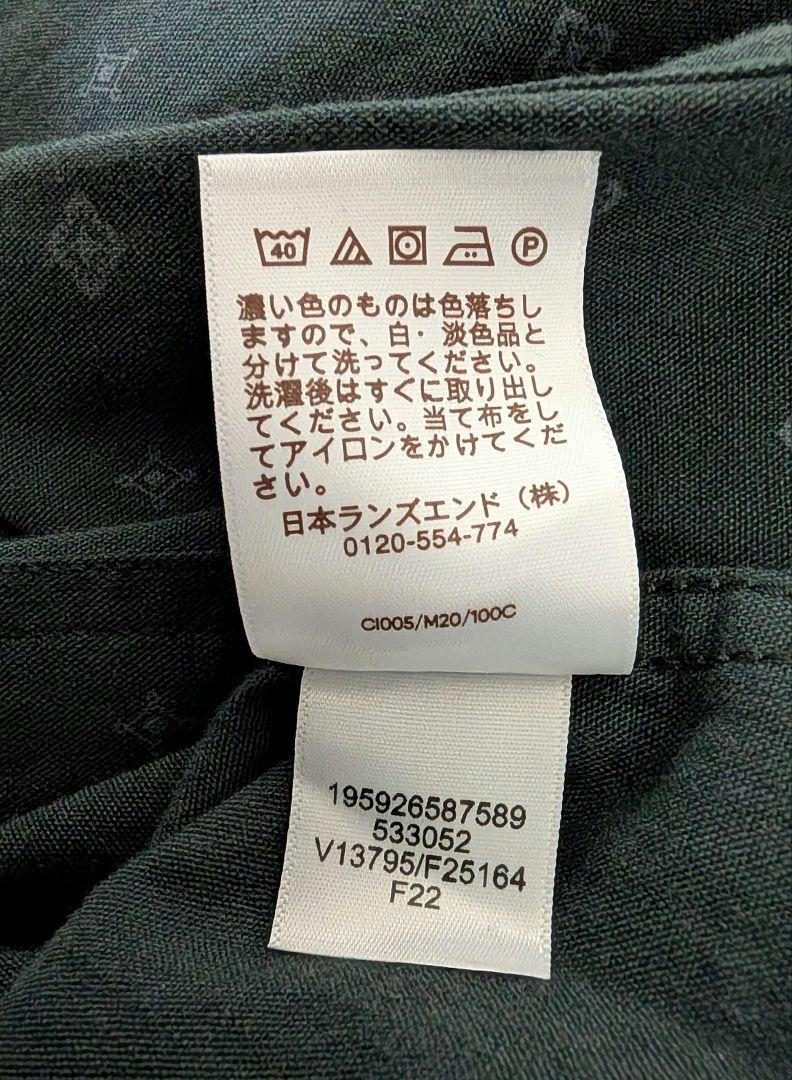 40 P
濃い色のものは色落ちし
ますので、白・淡色品と
分けて洗ってください。
洗濯後はすぐに取り出し
てください。当て布をし
てアイロンをかけてくだ
さい。
日本ランズエンド（株）
0120-554-774
CI005/M20/100C
195926587589
533052
V13795/F25164
F22